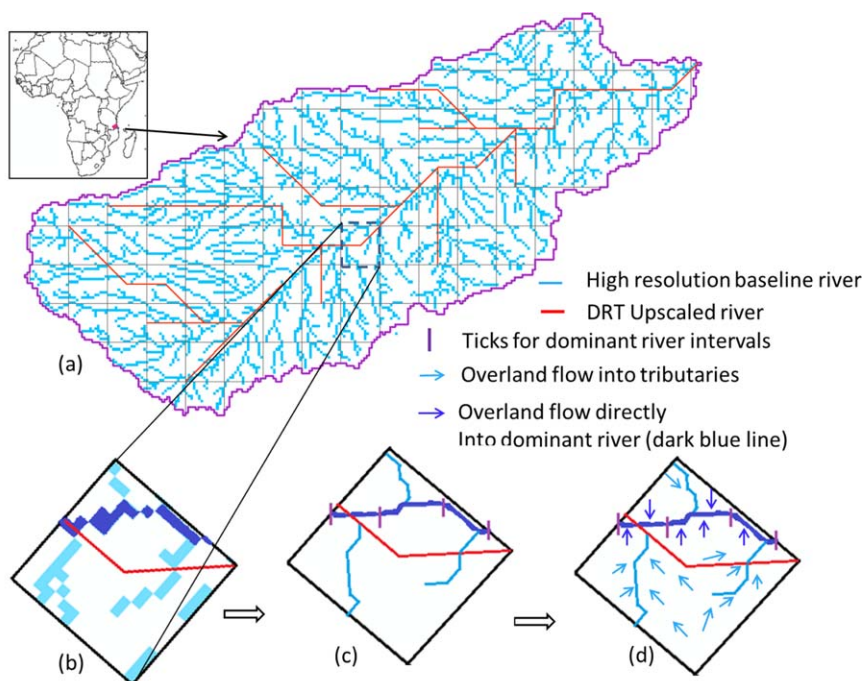 High resolution baseline river
DRT Upscaled river
Ticks for dominant river intervals
(a)
Overland flow into tributaries
Overland flow directly
Into dominant river (dark blue line)
(b)
(c)
(d)